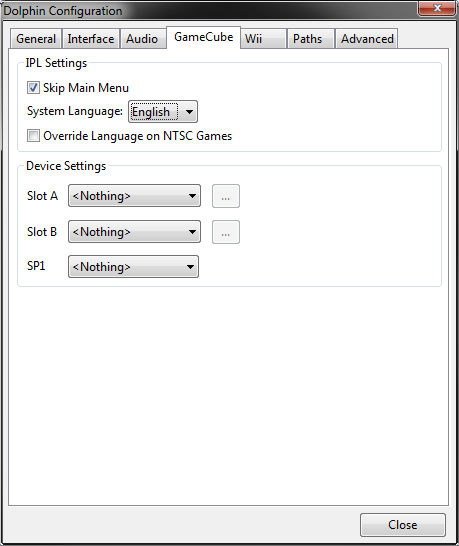 Dolphin Configuration
General Interface Audio GameCube Wii Paths Advanced
IPL Settings
Skip Main Menu
System Language: English
Override Language on NTSC Games
Device Settings
Slot A <Nothing> ...
Slot B <Nothing> ...
SP1 <Nothing>
Close